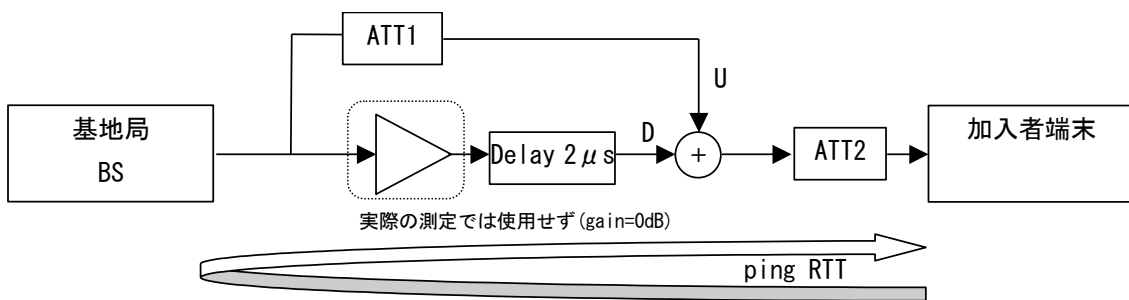 ATT1
U
基地局
BS
D
Delay 2μs
+
ATT2
加入者端末
実際の測定では使用せず(gain=0dB)
ping RTT